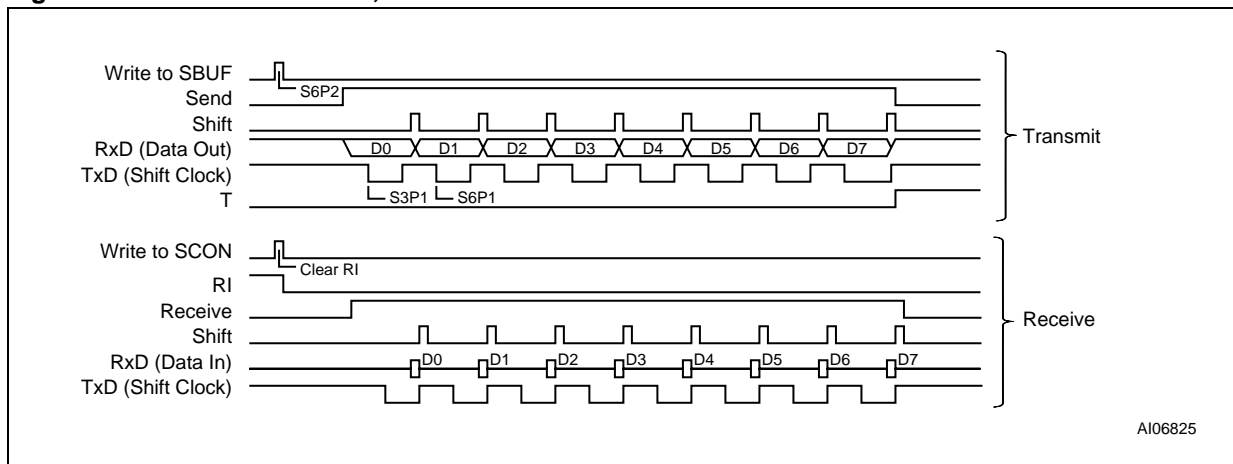 Write to SBUF
S6P2
Send
Shift
RxD (Data Out) D0 D1 D2 D3 D4 D5 D6 D7
Transmit
TxD (Shift Clock)
S3P1 S6P1
T
Write to SCON
Clear RI
RI
Receive
Receive
Shift
RxD (Data In) D0 D1 D2 D3 D4 D5 D6 D7
TxD (Shift Clock)
AI06825